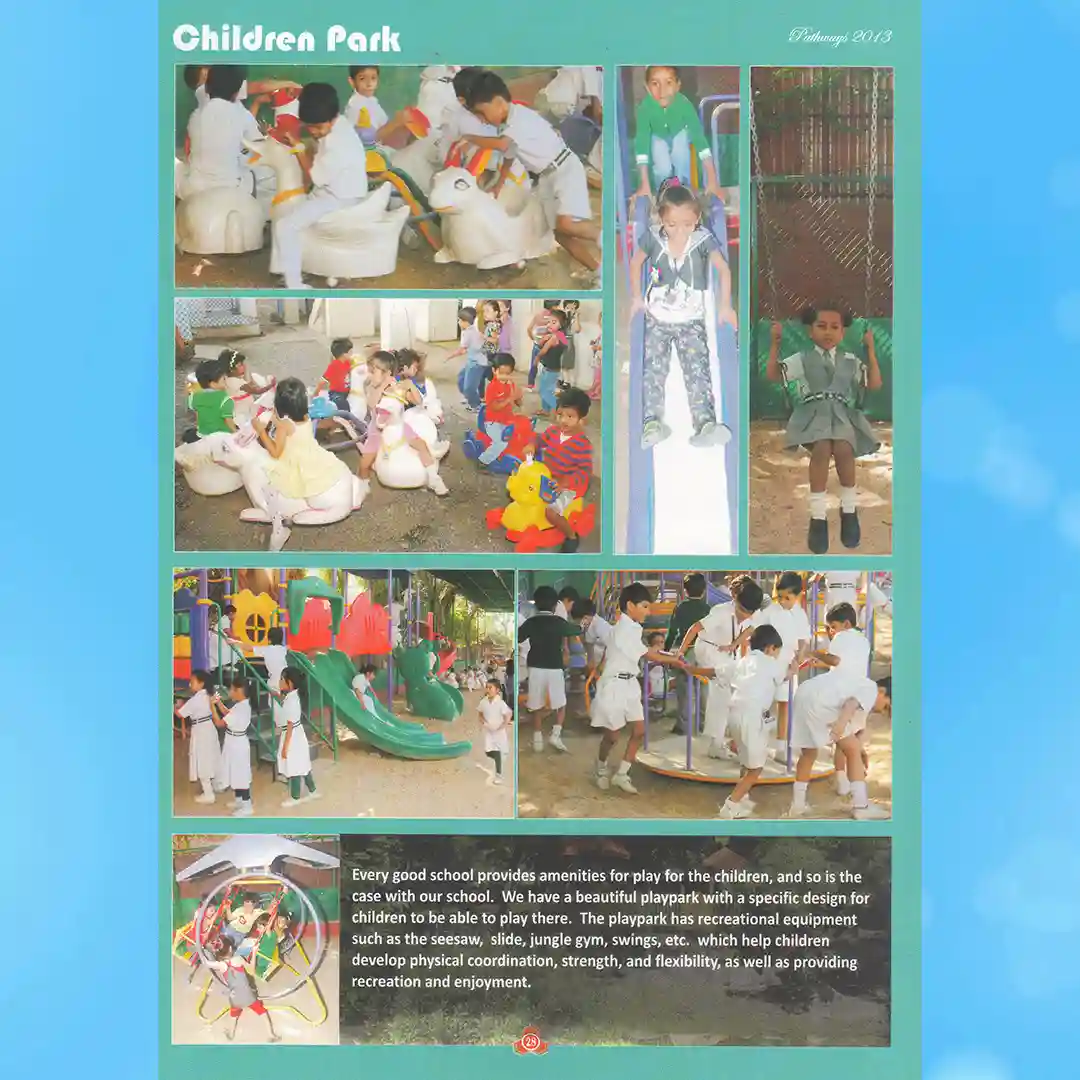 Children Park
Pathways 2013
Every good school provides amenities for play for the children, and so is the
case with our school. We have a beautiful playpark with a specific design for
children to be able to play there. The playpark has recreational equipment
such as the seesaw, slide, jungle gym, swings, etc. which help children
develop physical coordination, strength, and flexibility, as well as providing
recreation and enjoyment.
28